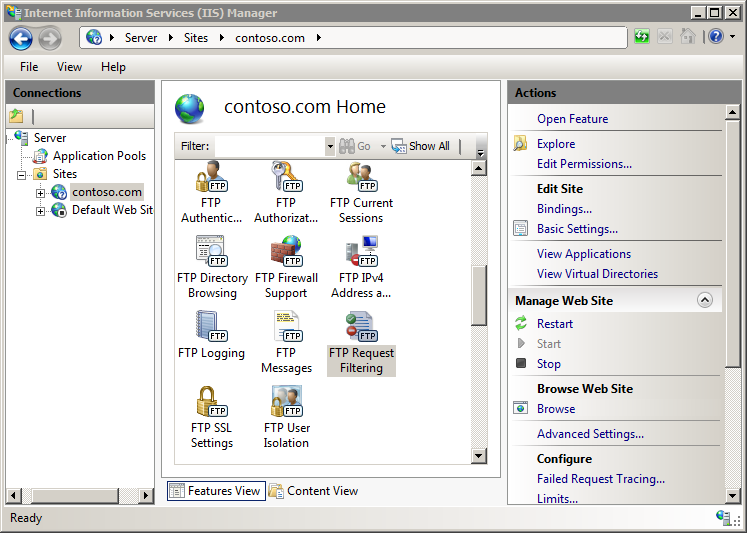 Internet Information Services (IIS) Manager
Server Sites contoso.com
File View Help
Connections
Server
Application Pools
Sites
contoso.com
Default Web Sit
contoso.com Home
Filter: Go Show All
FTP Authentic...
FTP Authorizat...
FTP Current Sessions
FTP Directory Browsing
FTP Firewall Support
FTP IPv4 Address a...
FTP Logging
FTP Messages
FTP Request Filtering
FTP SSL Settings
FTP User Isolation
Features View Content View
Actions
Open Feature
Explore
Edit Permissions...
Edit Site
Bindings...
Basic Settings...
View Applications
View Virtual Directories
Manage Web Site
Restart
Start
Stop
Browse Web Site
Browse
Advanced Settings...
Configure
Failed Request Tracing...
Limits...
Ready